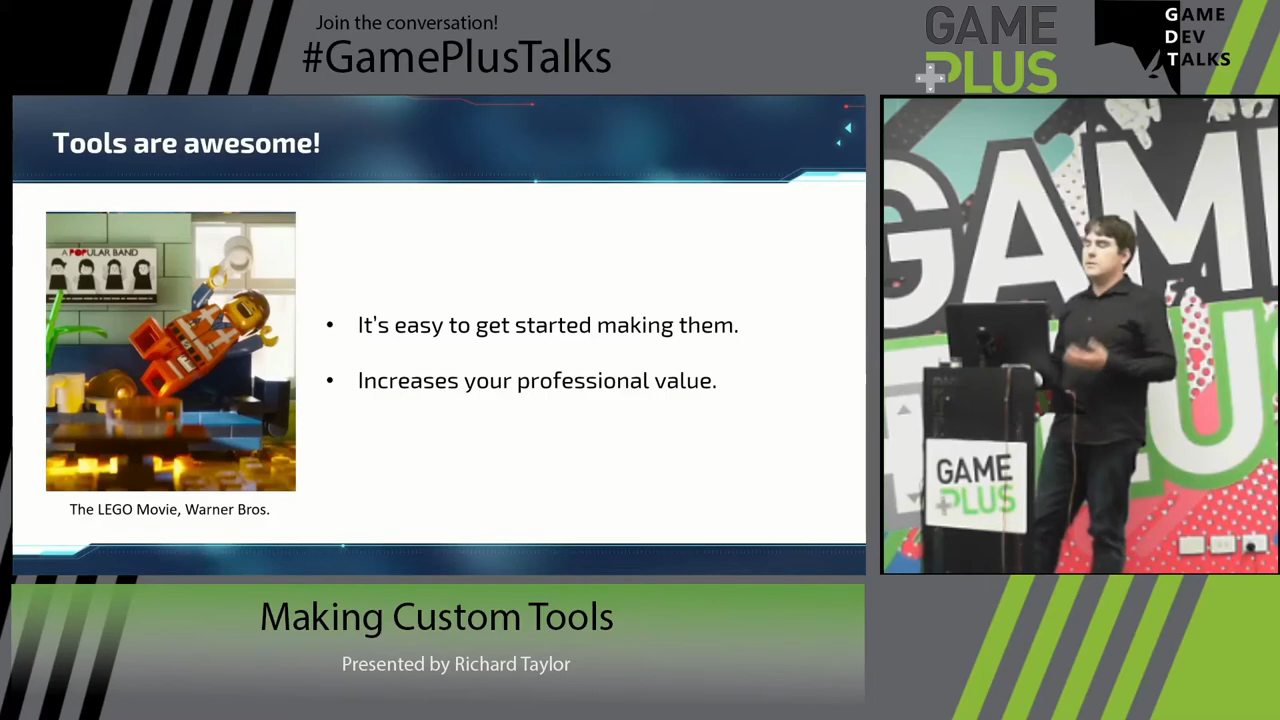 Join the conversation!
#GamePlusTalks
GAME
PLUS
GAME
DEV
TALKS
Tools are awesome!
A POPULAR BAND
• It's easy to get started making them.
• Increases your professional value.
The LEGO Movie, Warner Bros.
GAM
PLU
GAME
PLUS
Making Custom Tools
Presented by Richard Taylor